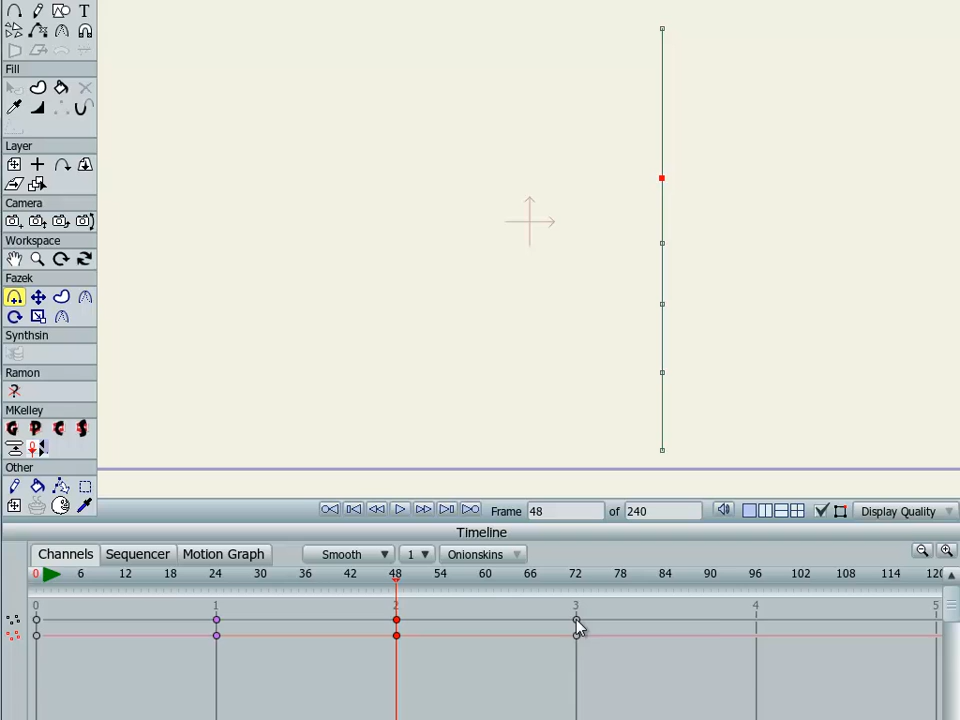 T
Fill
Layer
Camera
Workspace
Fazek
Synthsin
Ramon
?
MKelley
G P C S
Other
Frame 48 of 240 Display Quality
Timeline
Channels Sequencer Motion Graph Smooth 1 Onionskins
0 6 12 18 24 30 36 42 48 54 60 66 72 78 84 90 96 102 108 114 120
0 1 2 3 4 5